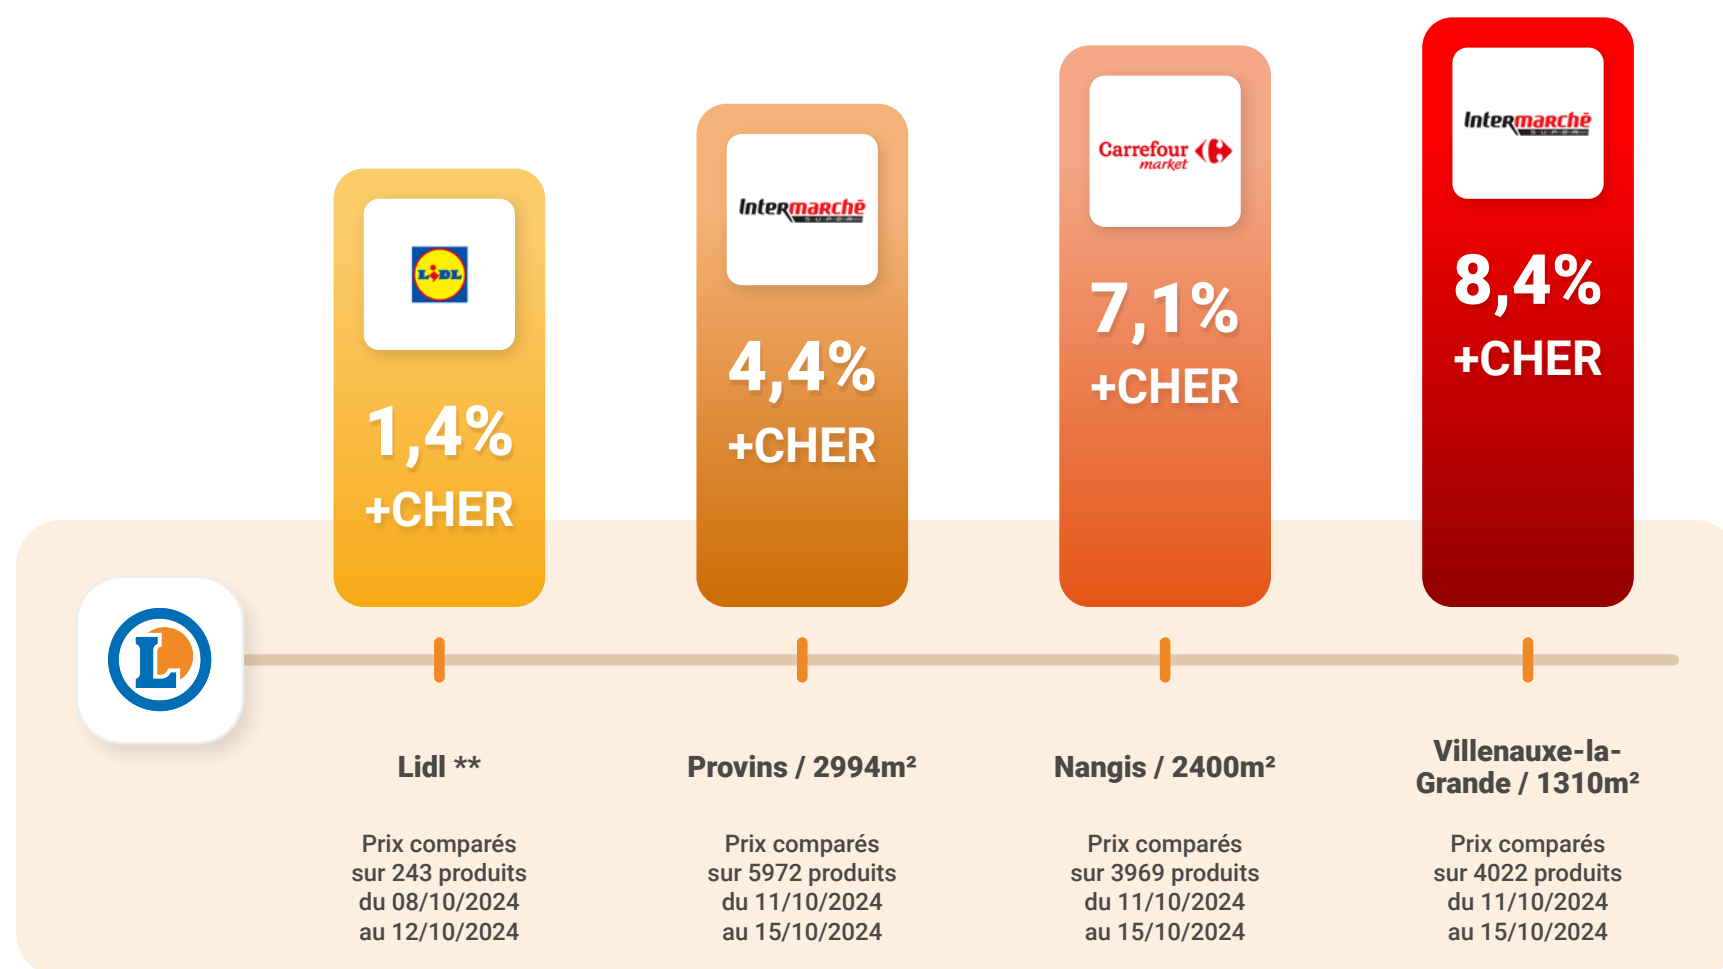 LIDL
1,4%
+CHER
Intermarché
SUPER
4,4%
+CHER
Carrefour
market
7,1%
+CHER
Intermarché
SUPER
8,4%
+CHER
L
Lidl **
Prix comparés
sur 243 produits
du 08/10/2024
au 12/10/2024
Provins / 2994m²
Prix comparés
sur 5972 produits
du 11/10/2024
au 15/10/2024
Nangis / 2400m²
Prix comparés
sur 3969 produits
du 11/10/2024
au 15/10/2024
Villenauxe-la-
Grande / 1310m²
Prix comparés
sur 4022 produits
du 11/10/2024
au 15/10/2024